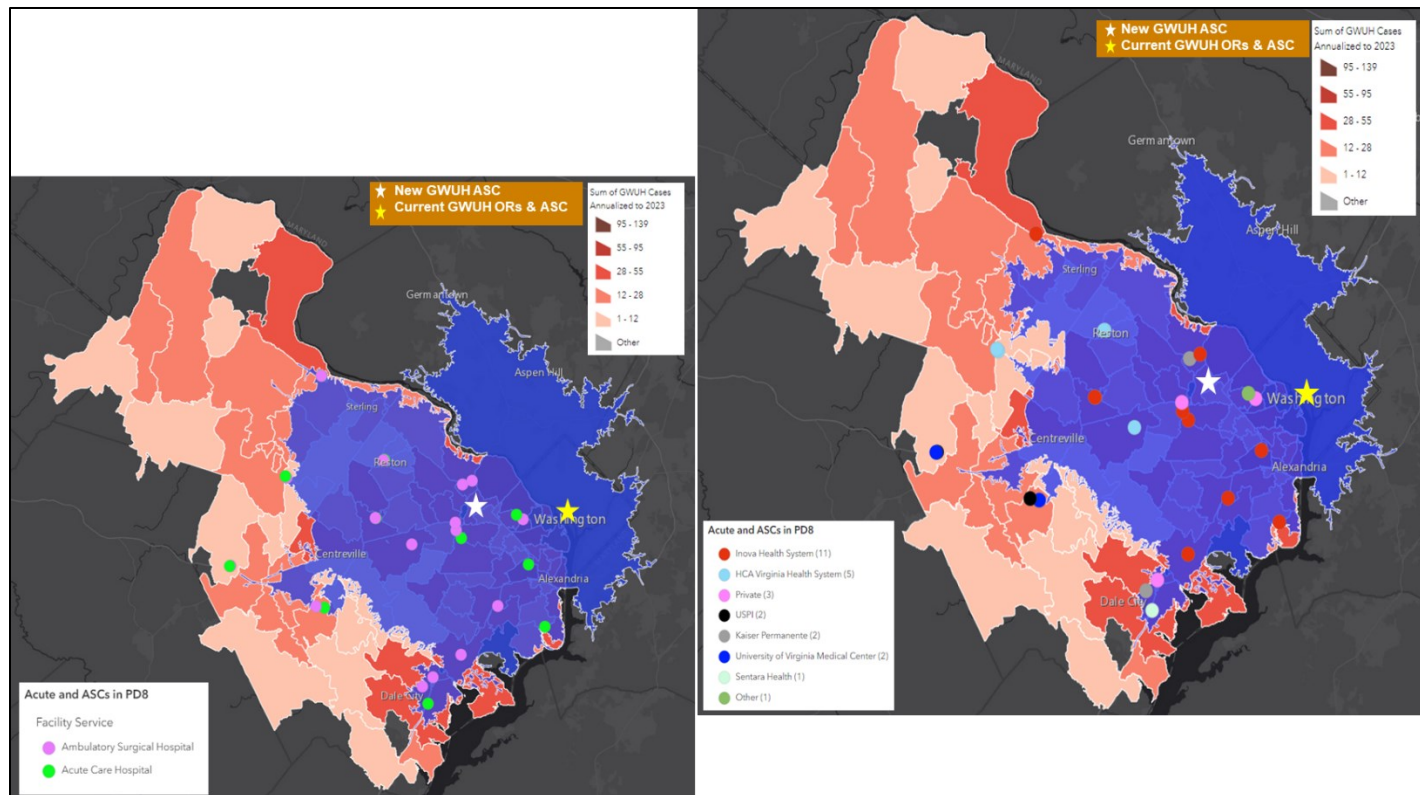 New GWUH ASC
Current GWUH ORs & ASC
Sum of GWUH Cases
Annualized to 2023
95 - 139
55 - 95
28 - 55
12 - 28
1 - 12
Other
MARYLAND
Germantown
Aspen Hill
Sterling
Reston
Washington
Centreville
Alexandria
Dale City
Acute and ASCs in PD8
Facility Service
Ambulatory Surgical Hospital
Acute Care Hospital
New GWUH ASC
Current GWUH ORs & ASC
Sum of GWUH Cases
Annualized to 2023
95 - 139
55 - 95
28 - 55
12 - 28
1 - 12
Other
MARYLAND
Germantown
Aspen Hill
Sterling
Reston
Washington
Centreville
Alexandria
Dale City
Acute and ASCs in PD8
Inova Health System (11)
HCA Virginia Health System (5)
Private (3)
USPI (2)
Kaiser Permanente (2)
University of Virginia Medical Center (2)
Sentara Health (1)
Other (1)